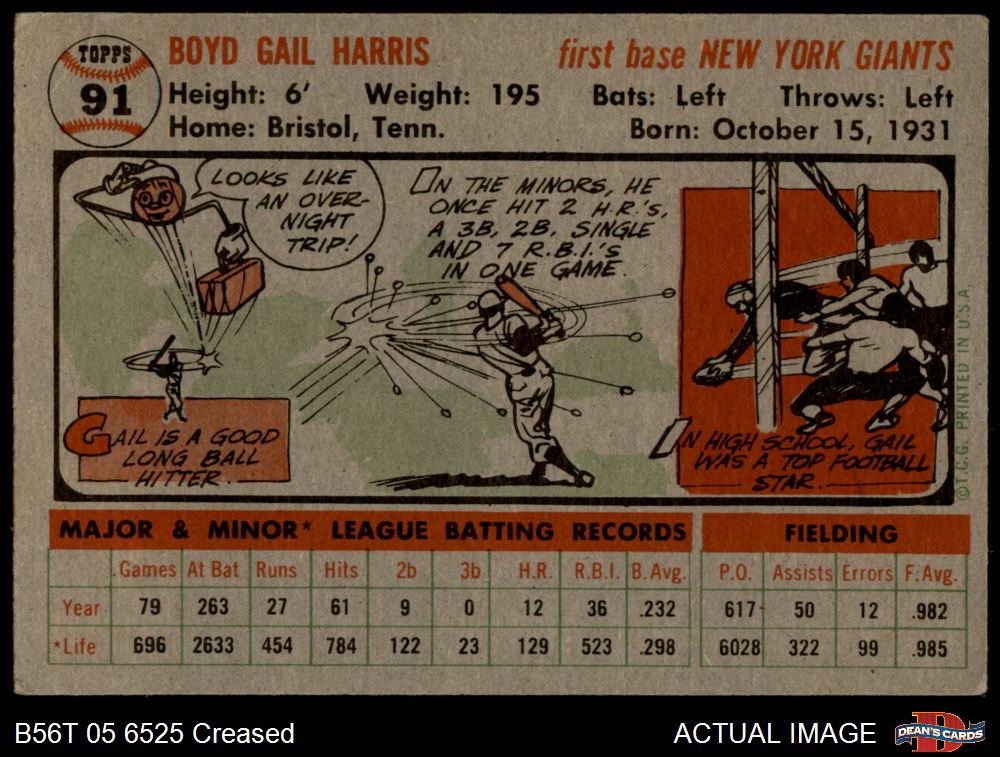 TOPPS
91
BOYD GAIL HARRIS
first base NEW YORK GIANTS
Height: 6' Weight: 195 Bats: Left Throws: Left
Home: Bristol, Tenn. Born: October 15, 1931
LOOKS LIKE
AN OVER-
NIGHT
TRIP!
GAIL IS A GOOD
LONG BALL
HITTER.
IN THE MINORS, HE
ONCE HIT 2 H.R.'S,
A 3B, 2B, SINGLE
AND 7 R.B.I.'S
IN ONE GAME.
IN HIGH SCHOOL, GAIL
WAS A TOP FOOTBALL
STAR.
©T.C.G. PRINTED IN U.S.A.
MAJOR & MINOR* LEAGUE BATTING RECORDS FIELDING
Games At Bat Runs Hits 2b 3b H.R. R.B.I. B.Avg. P.O. Assists Errors F.Avg.
Year 79 263 27 61 9 0 12 36 .232 617 50 12 .982
*Life 696 2633 454 784 122 23 129 523 .298 6028 322 99 .985
B56T 05 6525 Creased ACTUAL IMAGE
D
DEAN'S CARDS